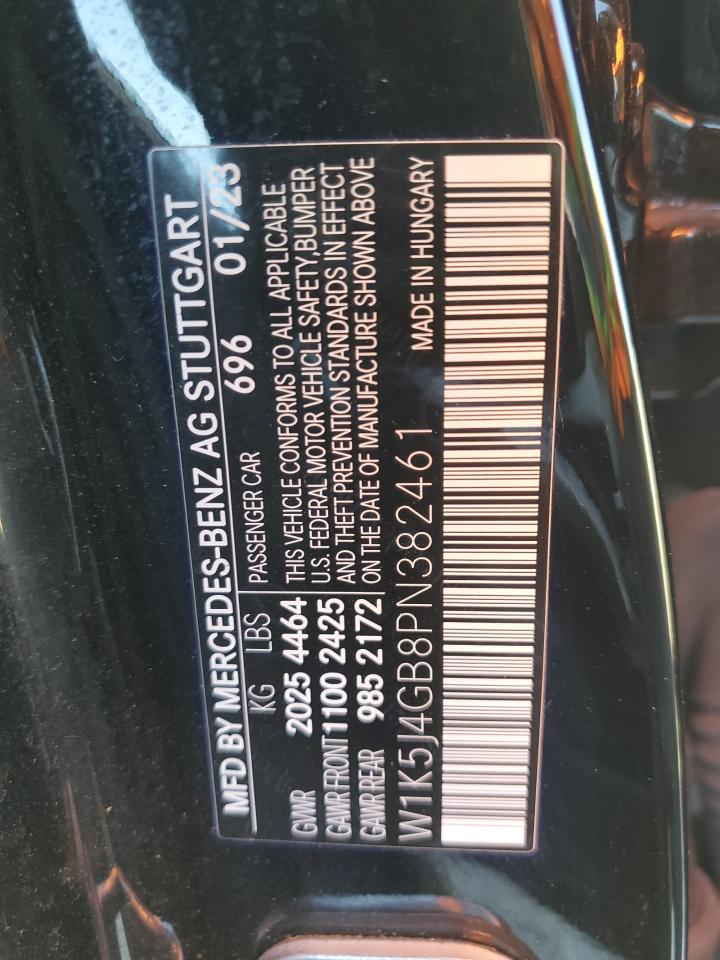 MFD BY MERCEDES-BENZ AG STUTTGART
KG LBS PASSENGER CAR 696 01/23
GVWR 2025 4464
GAWR FRONT 1100 2425
GAWR REAR 985 2172
THIS VEHICLE CONFORMS TO ALL APPLICABLE
U.S. FEDERAL MOTOR VEHICLE SAFETY,BUMPER
AND THEFT PREVENTION STANDARDS IN EFFECT
ON THE DATE OF MANUFACTURE SHOWN ABOVE
W1K5J4GB8PN382461 MADE IN HUNGARY